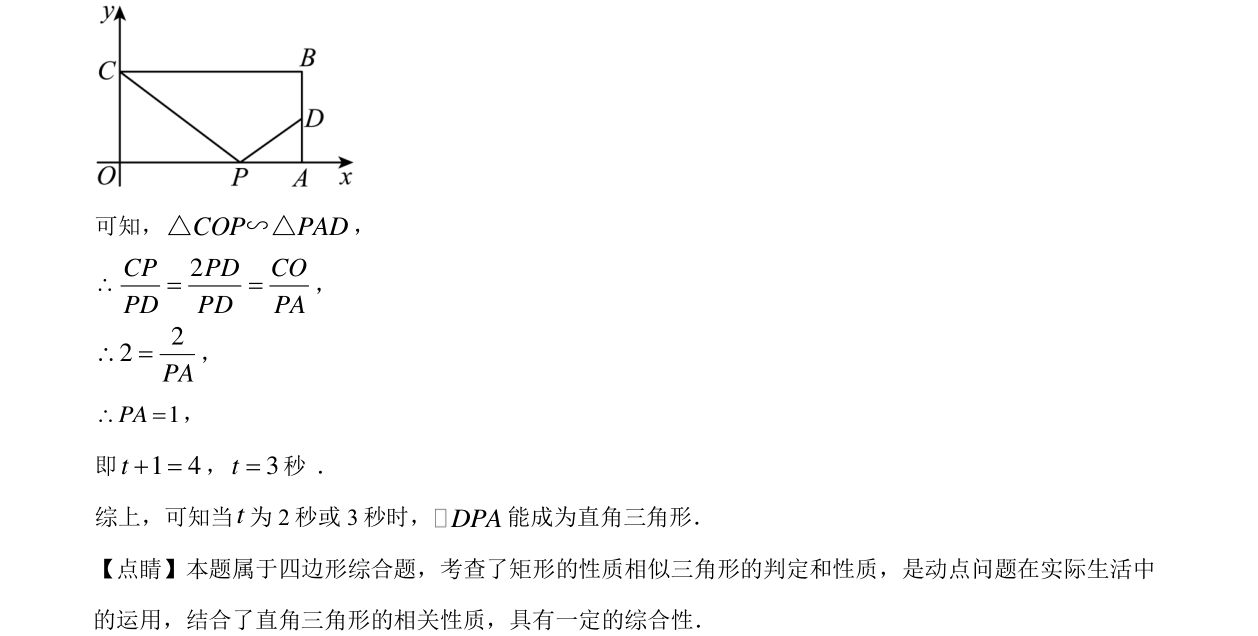 y
C
B
D
O
P
A
x
可知，△COP∽△PAD，
∴CP/PD=2PD/PD=CO/PA，
∴2=2/PA，
∴PA=1，
即t+1=4，t=3秒．
综上，可知当t为2秒或3秒时，□DPA能成为直角三角形．
【点睛】本题属于四边形综合题，考查了矩形的性质相似三角形的判定和性质，是动点问题在实际生活中
的运用，结合了直角三角形的相关性质，具有一定的综合性．